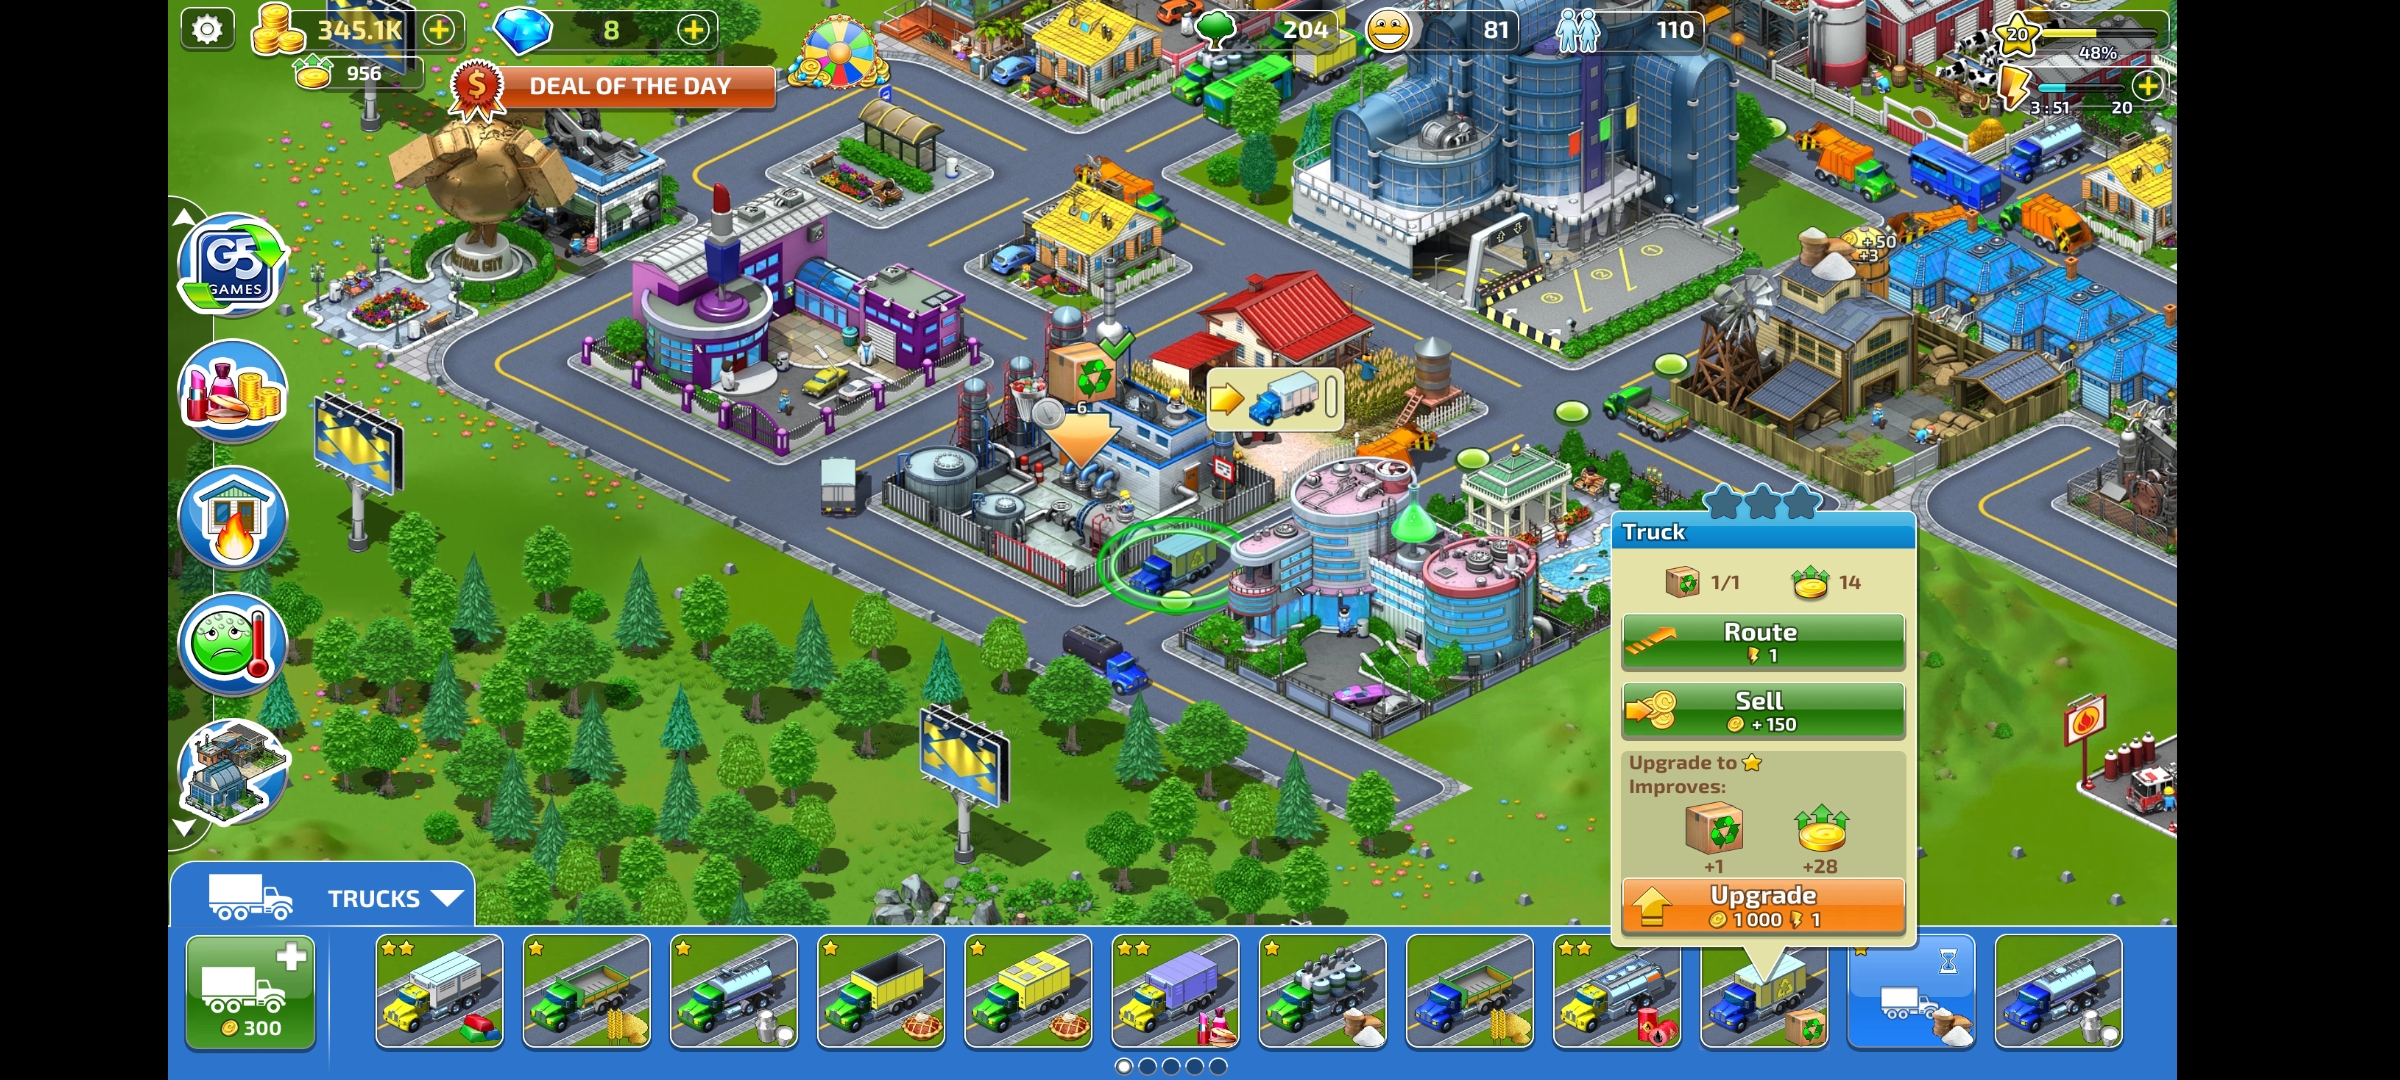 345.1K
8
204
81
110
20
48%
956
DEAL OF THE DAY
3:51
20
G5
GAMES
+50
+3
-6
Truck
1/1
14
Route
1
Sell
+ 150
Upgrade to
Improves:
+1
+28
Upgrade
1 000
1
TRUCKS
300